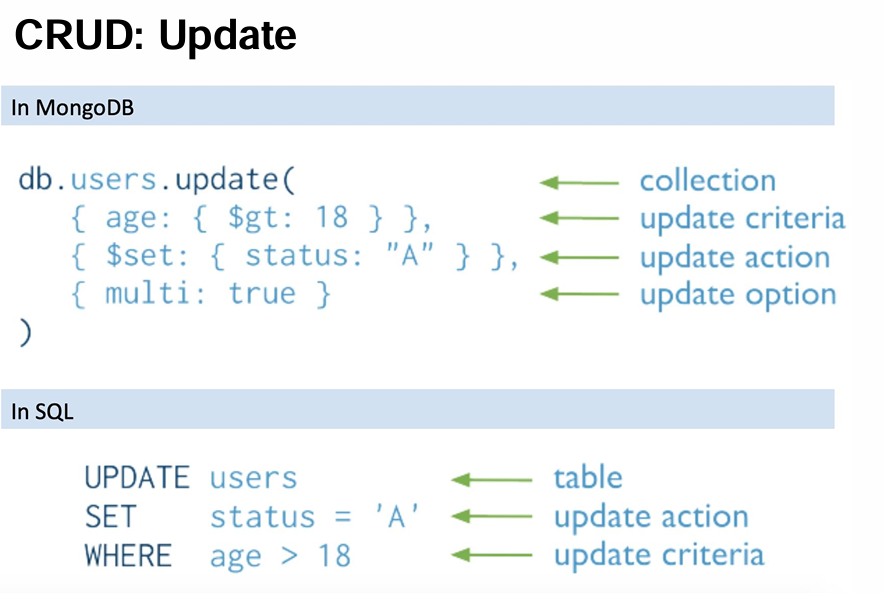 CRUD: Update
In MongoDB
db.users.update( collection
{ age: { $gt: 18 } }, update criteria
{ $set: { status: "A" } }, update action
{ multi: true } update option
)
In SQL
UPDATE users table
SET status = 'A' update action
WHERE age > 18 update criteria